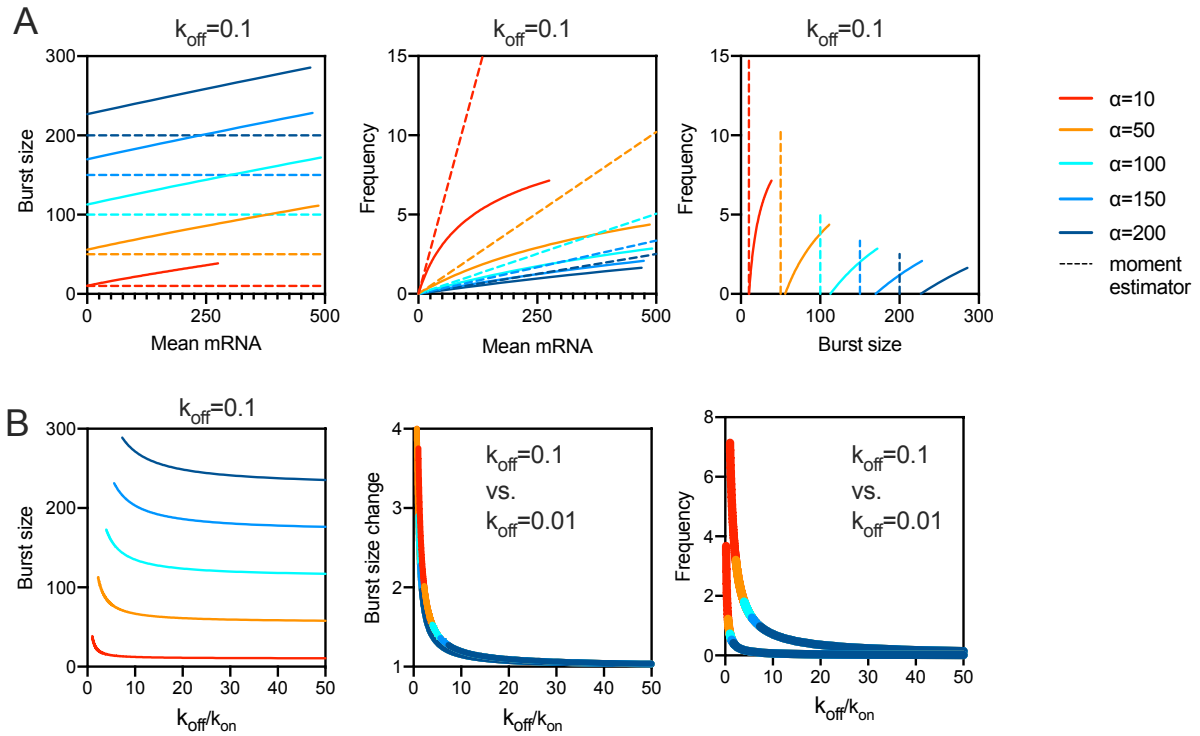 A
k_off=0.1
300
200
100
0
0
250
500
Burst size
Mean mRNA
k_off=0.1
15
10
5
0
0
250
500
Frequency
Mean mRNA
k_off=0.1
15
10
5
0
0
100
200
300
Frequency
Burst size
α=10
α=50
α=100
α=150
α=200
moment
estimator
B
k_off=0.1
300
200
100
0
0
10
20
30
40
50
Burst size
k_off/k_on
4
3
2
1
0
10
20
30
40
50
Burst size change
k_off/k_on
k_off=0.1
vs.
k_off=0.01
8
6
4
2
0
0
10
20
30
40
50
Frequency
k_off/k_on
k_off=0.1
vs.
k_off=0.01